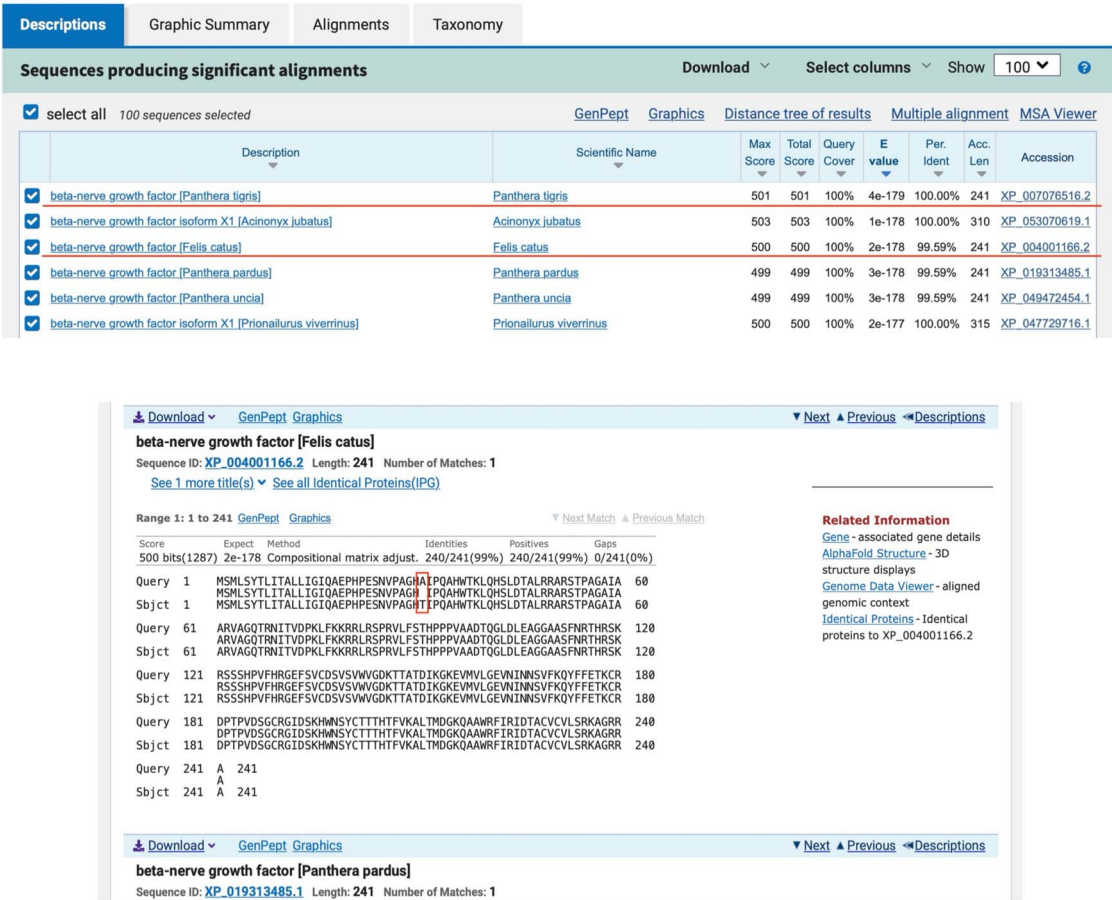 Descriptions Graphic Summary Alignments Taxonomy
Sequences producing significant alignments Download Select columns Show 100 ?
select all 100 sequences selected GenPept Graphics Distance tree of results Multiple alignment MSA Viewer
Description Scientific Name Max Score Total Score Query Cover E value Per. Ident Acc. Len Accession
beta-nerve growth factor [Panthera tigris] Panthera tigris 501 501 100% 4e-179 100.00% 241 XP_007076516.2
beta-nerve growth factor isoform X1 [Acinonyx jubatus] Acinonyx jubatus 503 503 100% 1e-178 100.00% 310 XP_053070619.1
beta-nerve growth factor [Felis catus] Felis catus 500 500 100% 2e-178 99.59% 241 XP_004001166.2
beta-nerve growth factor [Panthera pardus] Panthera pardus 499 499 100% 3e-178 99.59% 241 XP_019313485.1
beta-nerve growth factor [Panthera uncia] Panthera uncia 499 499 100% 3e-178 99.59% 241 XP_049472454.1
beta-nerve growth factor isoform X1 [Prionailurus viverrinus] Prionailurus viverrinus 500 500 100% 2e-177 100.00% 315 XP_047729716.1
Download GenPept Graphics Next Previous Descriptions
beta-nerve growth factor [Felis catus]
Sequence ID: XP_004001166.2 Length: 241 Number of Matches: 1
See 1 more title(s) See all Identical Proteins(IPG)
Range 1: 1 to 241 GenPept Graphics Next Match Previous Match
Score Expect Method Identities Positives Gaps
500 bits(1287) 2e-178 Compositional matrix adjust. 240/241(99%) 240/241(99%) 0/241(0%)
Query 1 MSMLSYTLITALLIGIQAEPHPESNVPAGHAIPQAHWTKLQHSLDTALRRARSTPAGAIA 60
MSMLSYTLITALLIGIQAEPHPESNVPAGH IPQAHWTKLQHSLDTALRRARSTPAGAIA
Sbjct 1 MSMLSYTLITALLIGIQAEPHPESNVPAGHTIPQAHWTKLQHSLDTALRRARSTPAGAIA 60
Query 61 ARVAGQTRNITVDPKLFKKRRLRSPRVLFSTHPPPVAADTQGLDLEAGGAASFNRTHRSK 120
ARVAGQTRNITVDPKLFKKRRLRSPRVLFSTHPPPVAADTQGLDLEAGGAASFNRTHRSK
Sbjct 61 ARVAGQTRNITVDPKLFKKRRLRSPRVLFSTHPPPVAADTQGLDLEAGGAASFNRTHRSK 120
Query 121 RSSSHPVFHRGEFSVCDSVSVWVGDKTTATDIKGKEVMVLGEVNINNSVFKQYFFETKCR 180
RSSSHPVFHRGEFSVCDSVSVWVGDKTTATDIKGKEVMVLGEVNINNSVFKQYFFETKCR
Sbjct 121 RSSSHPVFHRGEFSVCDSVSVWVGDKTTATDIKGKEVMVLGEVNINNSVFKQYFFETKCR 180
Query 181 DPTPVDSGCRGIDSKHWNSYCTTTHTFVKALTMDGKQAAWRFIRIDTACVCVLSRKAGRR 240
DPTPVDSGCRGIDSKHWNSYCTTTHTFVKALTMDGKQAAWRFIRIDTACVCVLSRKAGRR
Sbjct 181 DPTPVDSGCRGIDSKHWNSYCTTTHTFVKALTMDGKQAAWRFIRIDTACVCVLSRKAGRR 240
Query 241 A 241
A
Sbjct 241 A 241
Related Information
Gene - associated gene details
AlphaFold Structure - 3D
structure displays
Genome Data Viewer - aligned
genomic context
Identical Proteins - Identical
proteins to XP_004001166.2
Download GenPept Graphics Next Previous Descriptions
beta-nerve growth factor [Panthera pardus]
Sequence ID: XP_019313485.1 Length: 241 Number of Matches: 1